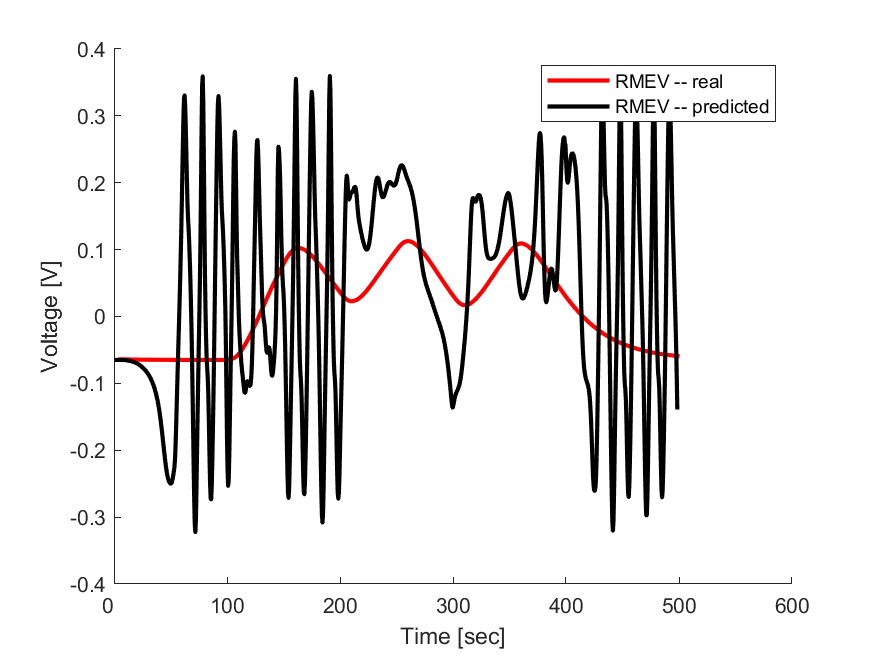 0.4
0.3
0.2
0.1
0
-0.1
-0.2
-0.3
-0.4
Voltage [V]
RMEV -- real
RMEV -- predicted
0 100 200 300 400 500 600
Time [sec]